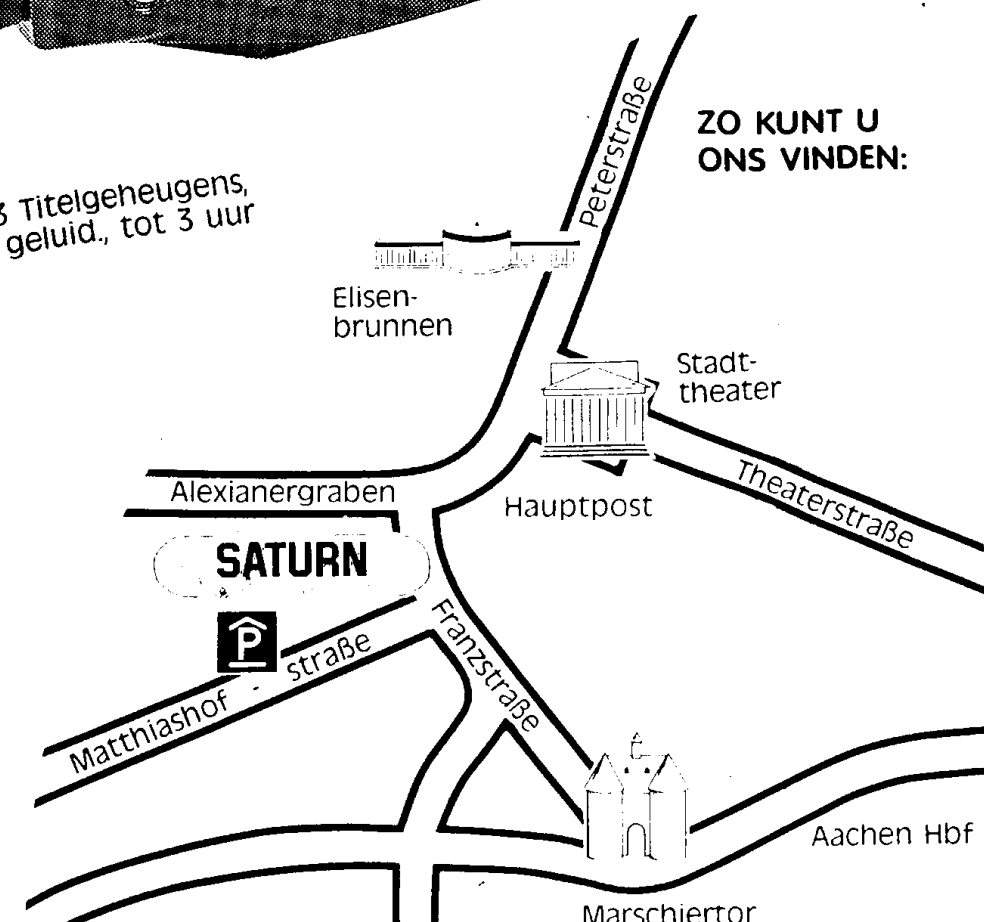 3 Titelgeheugens,
geluid., tot 3 uur
ZO KUNT U
ONS VINDEN:
Peterstraße
Elisen-
brunnen
Stadt-
theater
Theaterstraße
Hauptpost
Alexianergraben
SATURN
P
Matthiashof - straße
Franzstraße
Aachen Hbf
Marschiertor